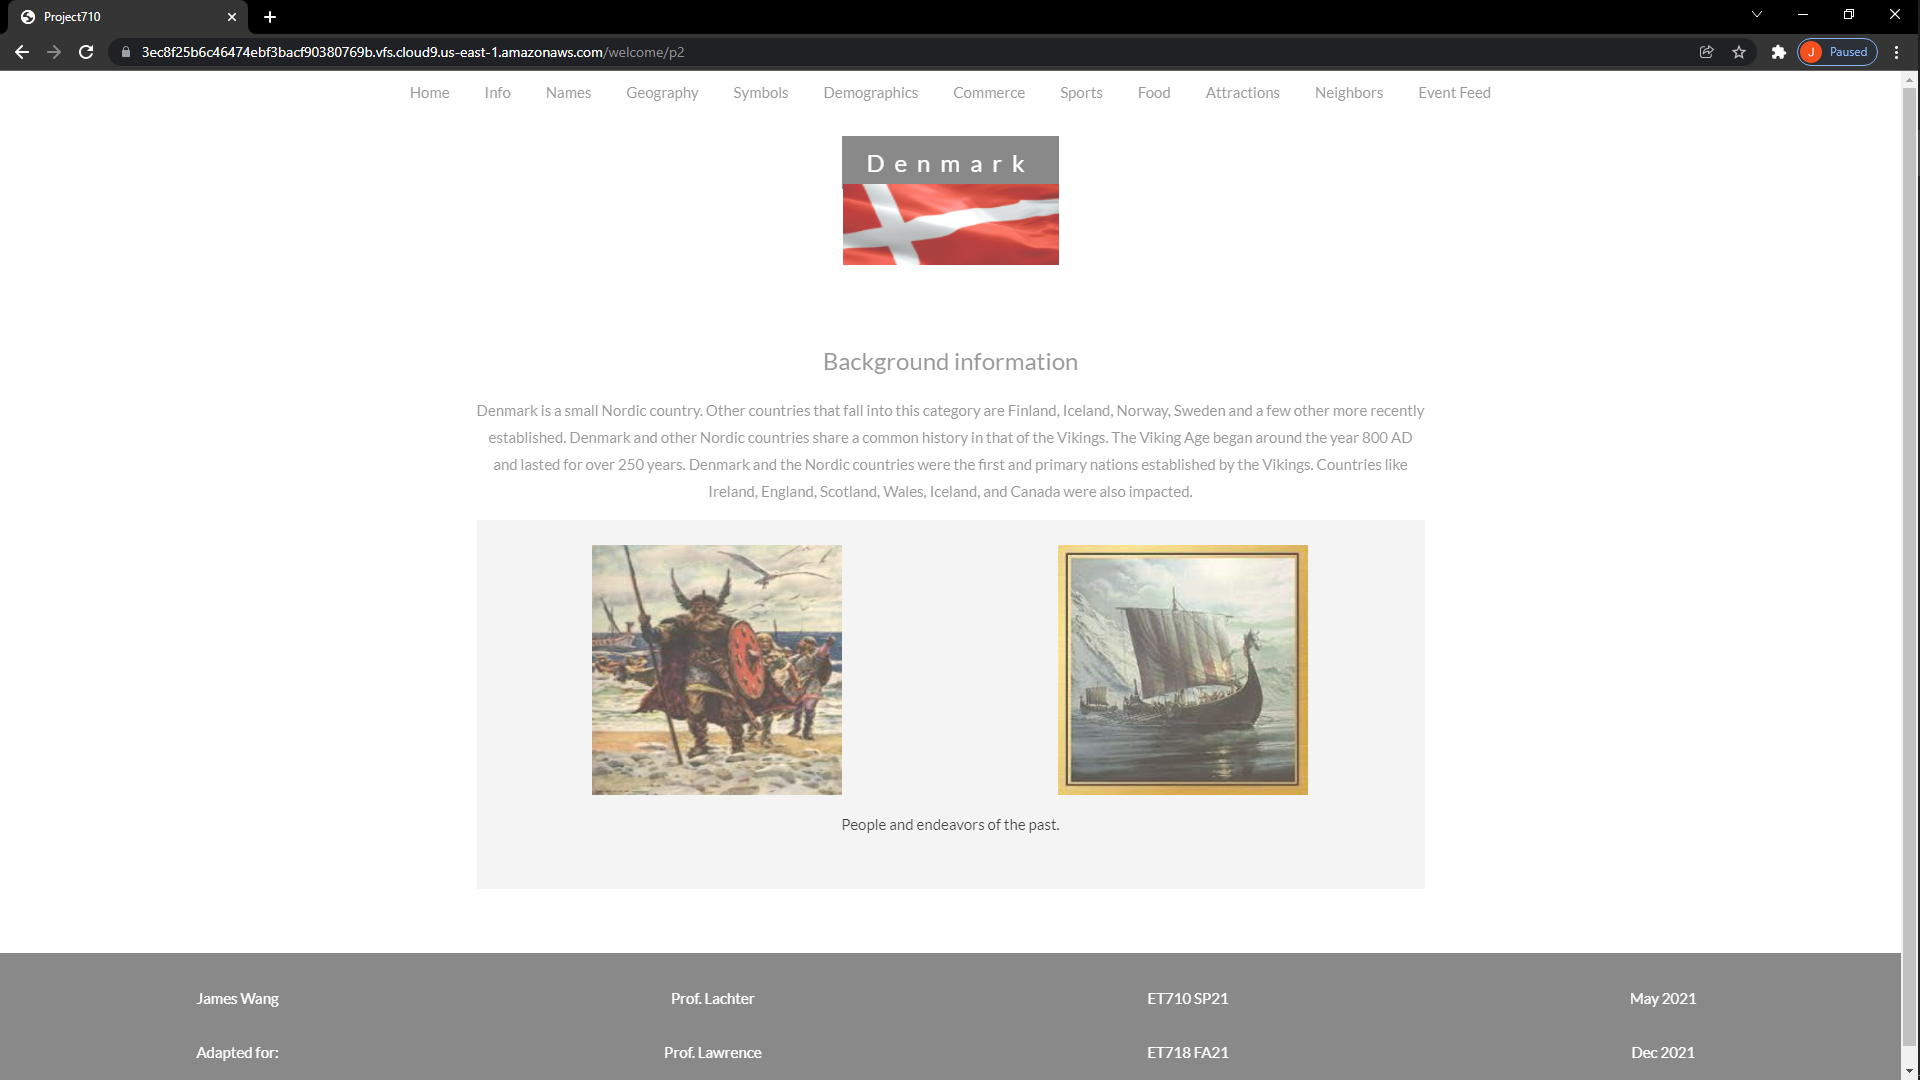 Project710
3ec8f25b6c46474ebf3bacf90380769b.vfs.cloud9.us-east-1.amazonaws.com/welcome/p2
J Paused
Home Info Names Geography Symbols Demographics Commerce Sports Food Attractions Neighbors Event Feed
Denmark
Background information
Denmark is a small Nordic country. Other countries that fall into this category are Finland, Iceland, Norway, Sweden and a few other more recently
established. Denmark and other Nordic countries share a common history in that of the Vikings. The Viking Age began around the year 800 AD
and lasted for over 250 years. Denmark and the Nordic countries were the first and primary nations established by the Vikings. Countries like
Ireland, England, Scotland, Wales, Iceland, and Canada were also impacted.
People and endeavors of the past.
James Wang Prof. Lachter ET710 SP21 May 2021
Adapted for: Prof. Lawrence ET718 FA21 Dec 2021